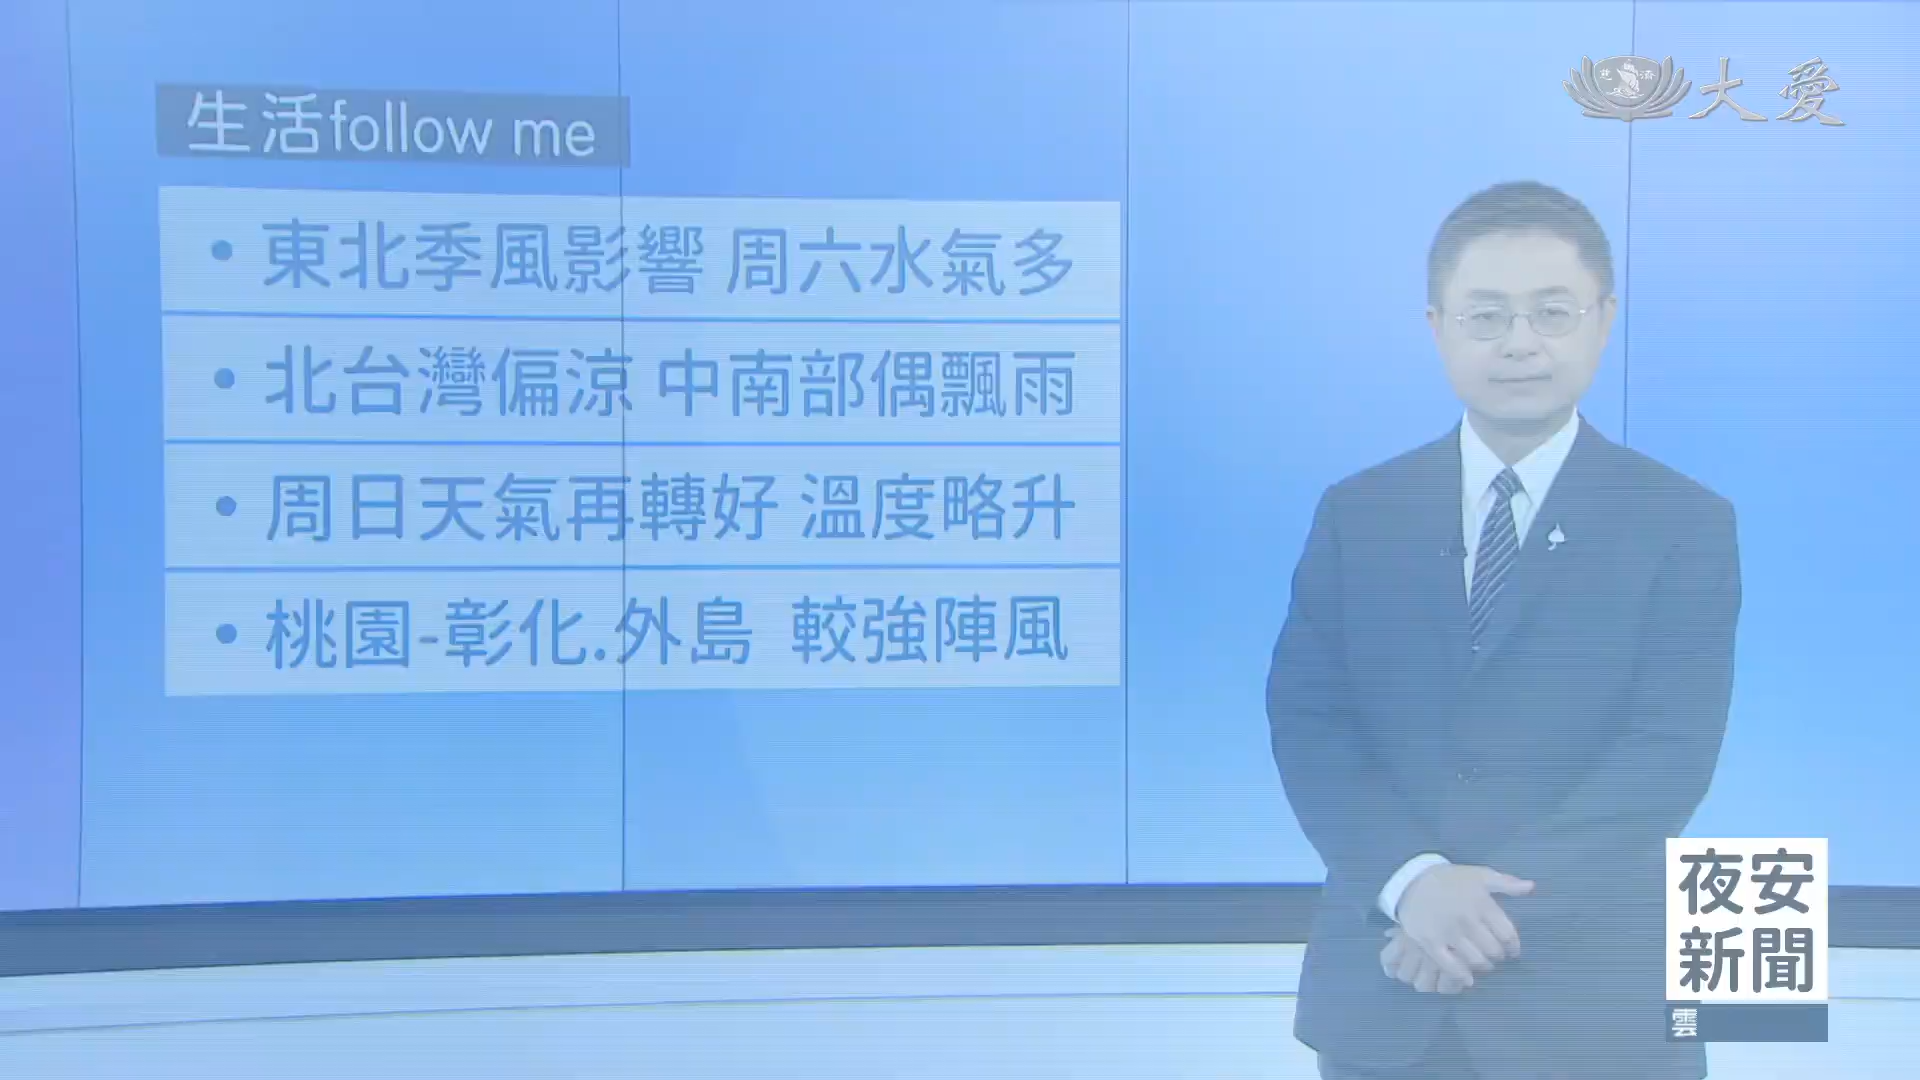 慈濟
大愛
生活follow me
• 東北季風影響 周六水氣多
• 北台灣偏涼 中南部偶飄雨
• 周日天氣再轉好 溫度略升
• 桃園-彰化.外島 較強陣風
夜安
新聞
雲